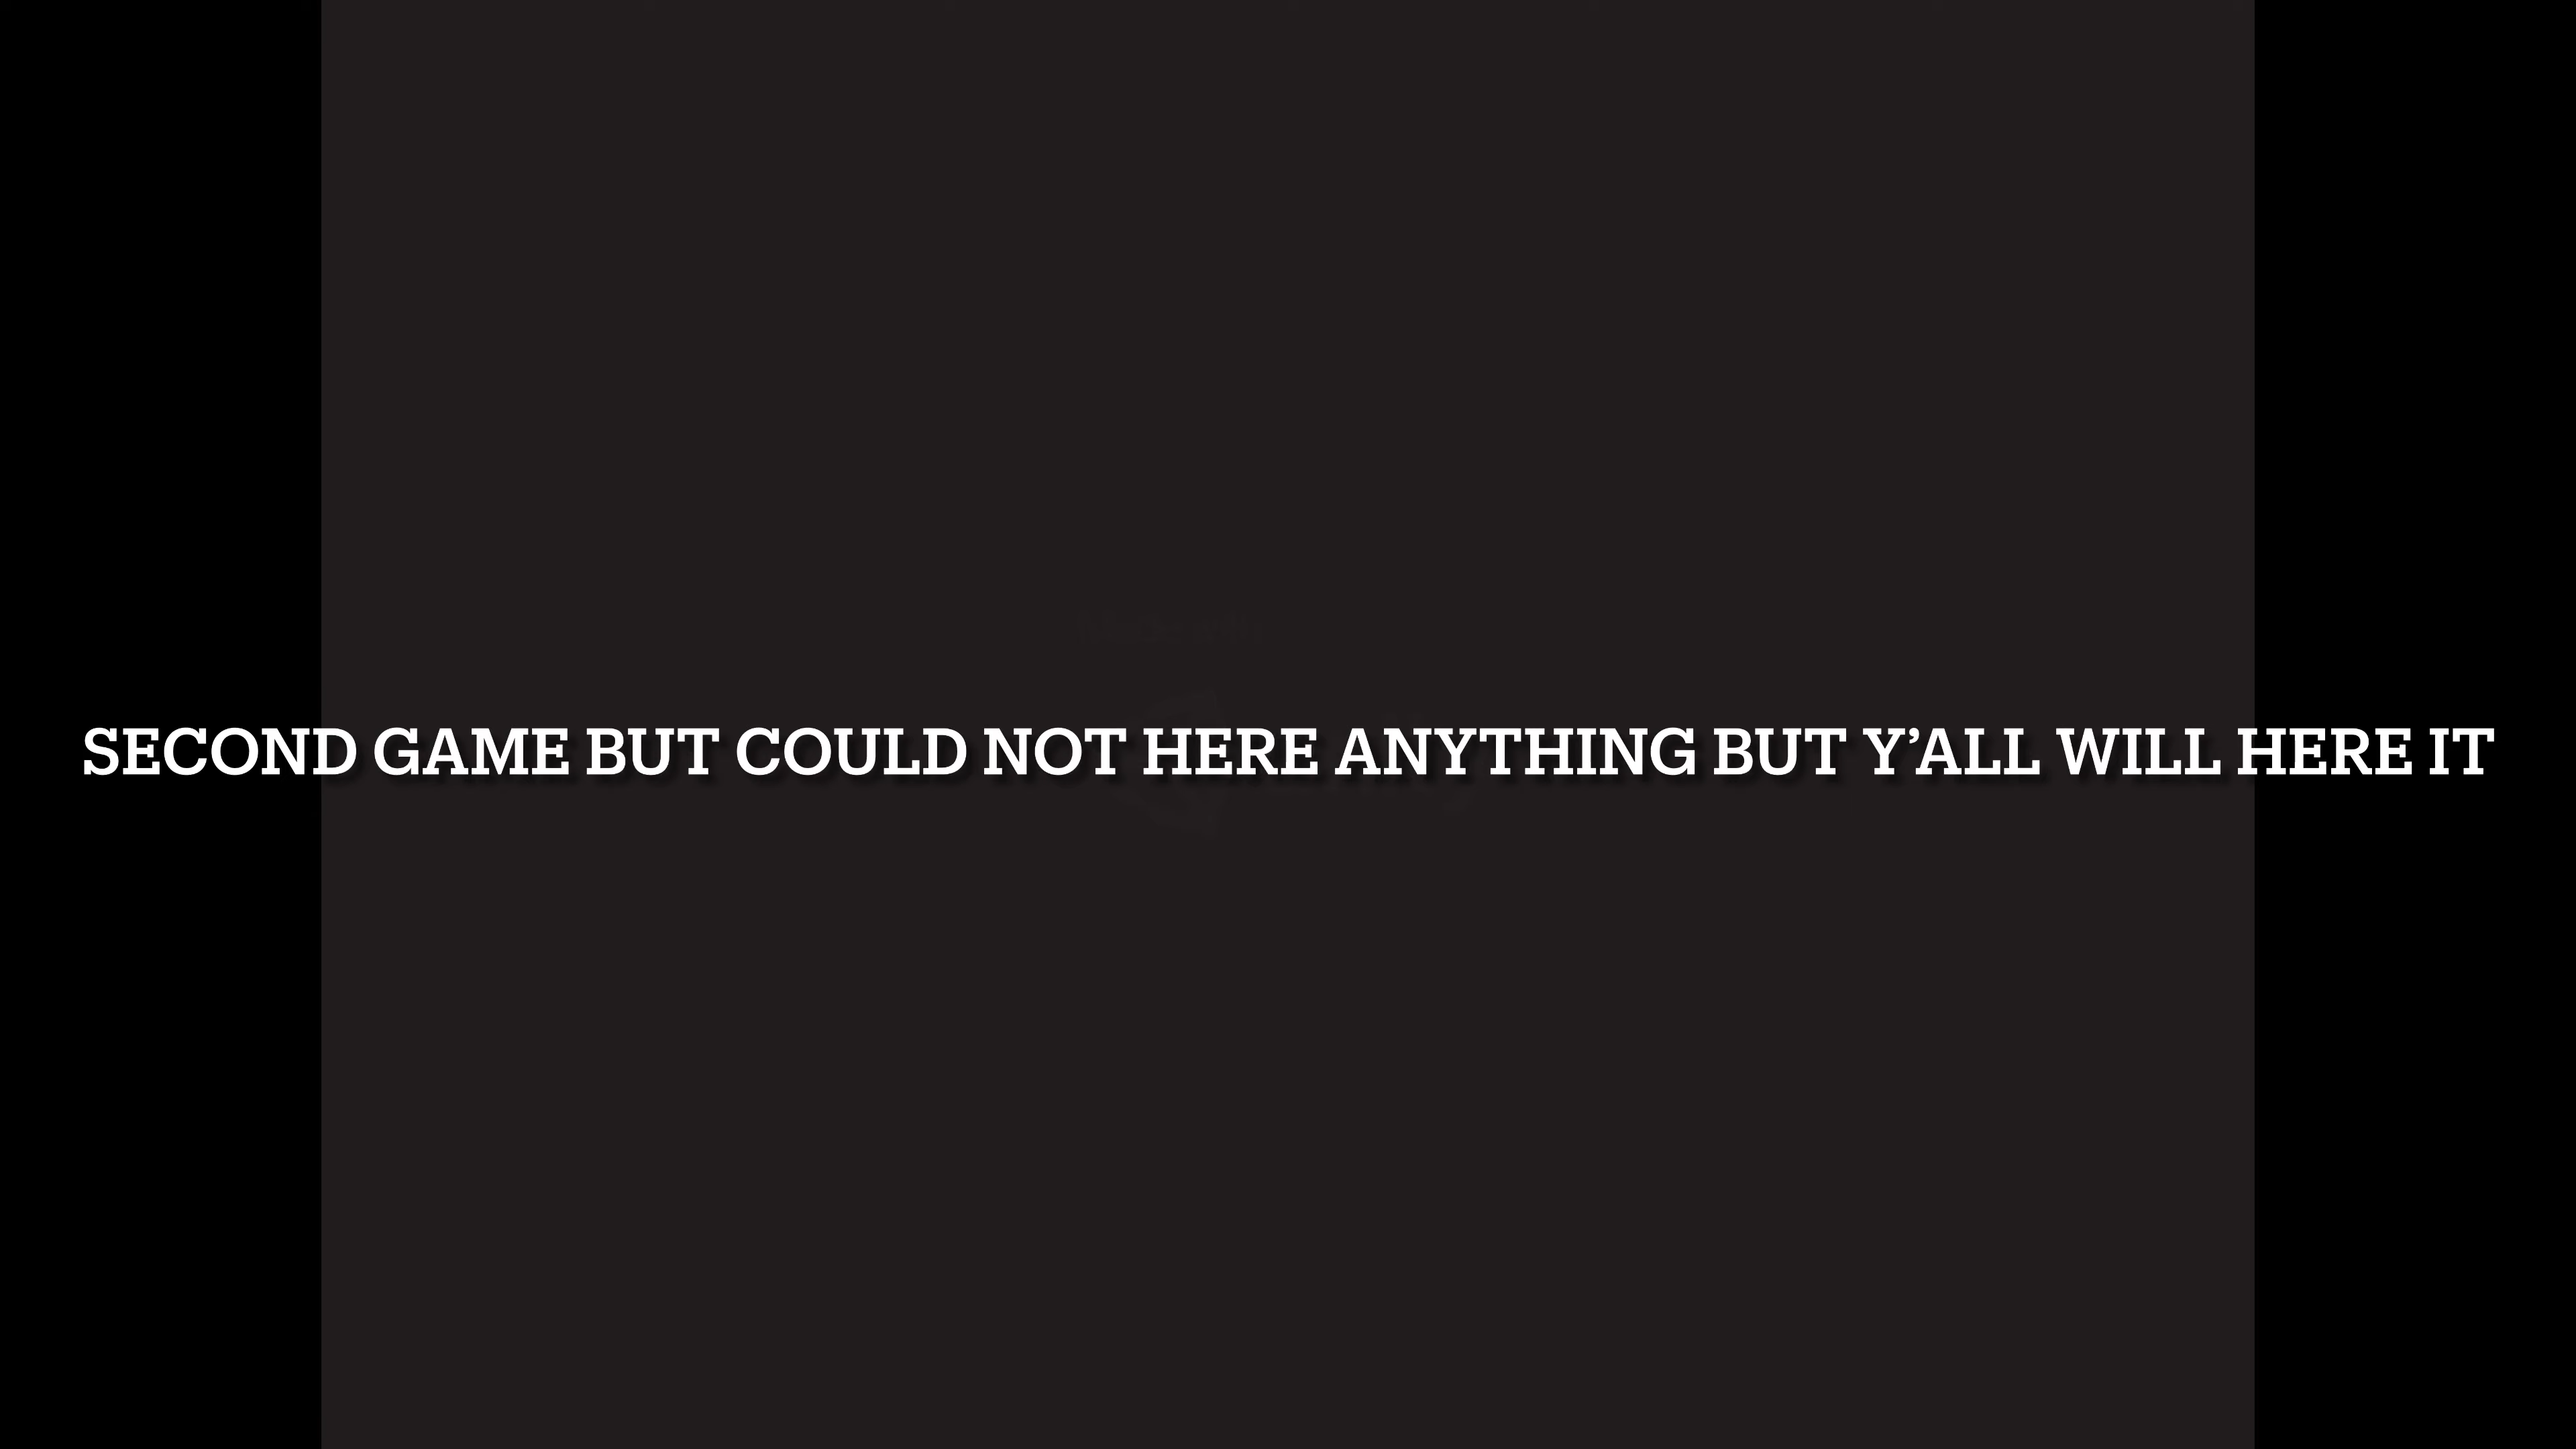 SECOND GAME BUT COULD NOT HERE ANYTHING BUT Y’ALL WILL HERE IT